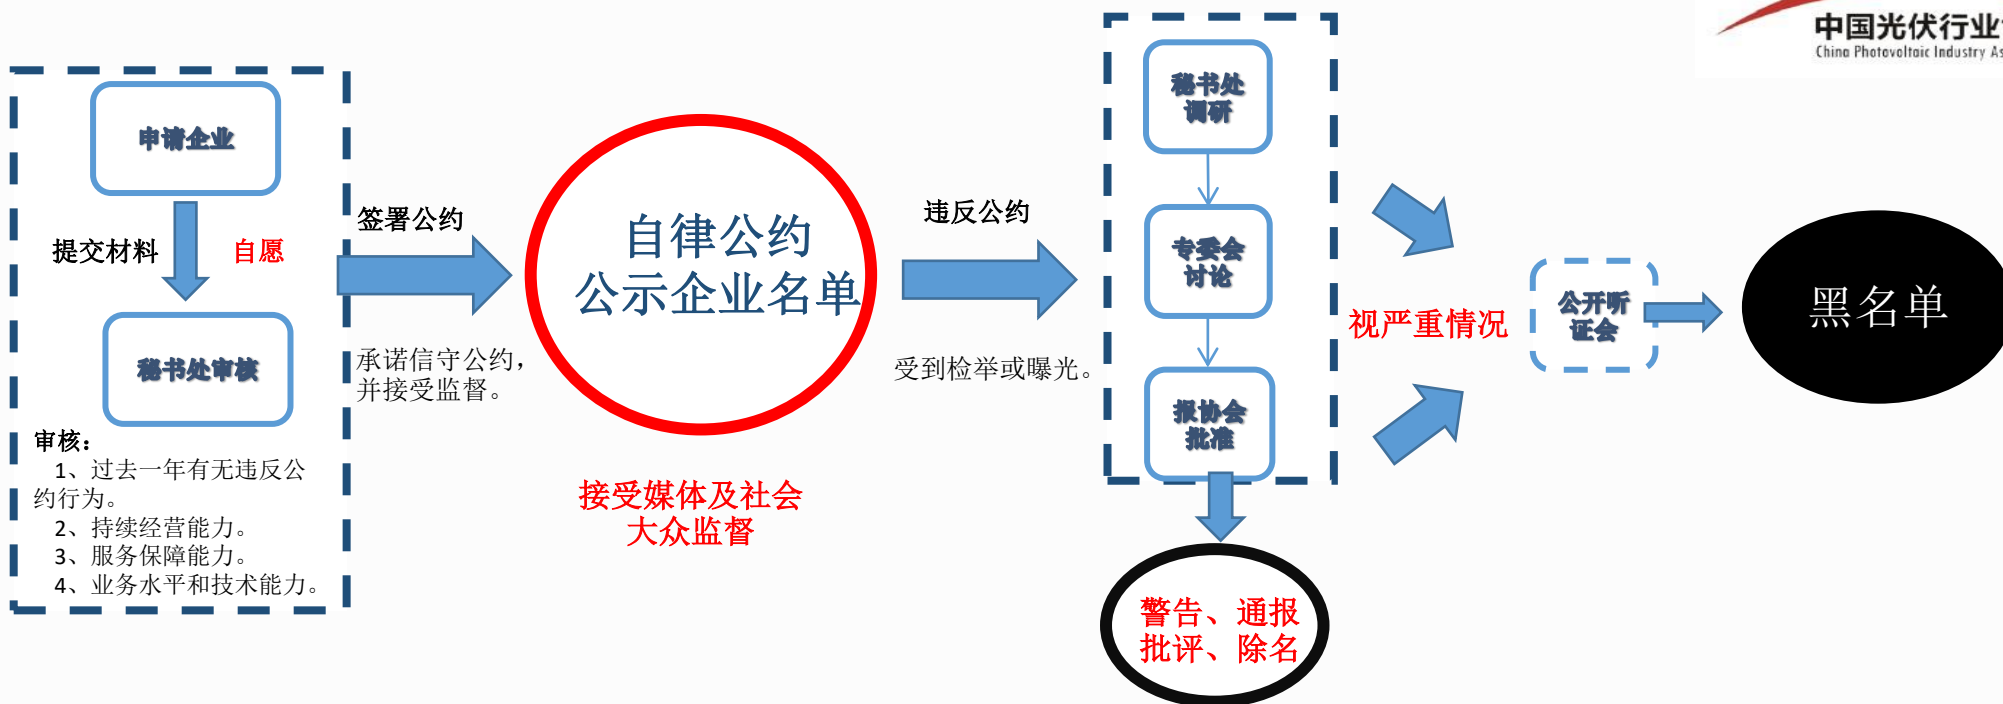 中国光伏行业
China Photovoltaic Industry As
申请企业
提交材料
自愿
秘书处审核
审核：
1、过去一年有无违反公
约行为。
2、持续经营能力。
3、服务保障能力。
4、业务水平和技术能力。
签署公约
承诺信守公约，
并接受监督。
自律公约
公示企业名单
接受媒体及社会
大众监督
违反公约
受到检举或曝光。
秘书处
调研
专委会
讨论
报协会
批准
警告、通报
批评、除名
视严重情况
公开听
证会
黑名单